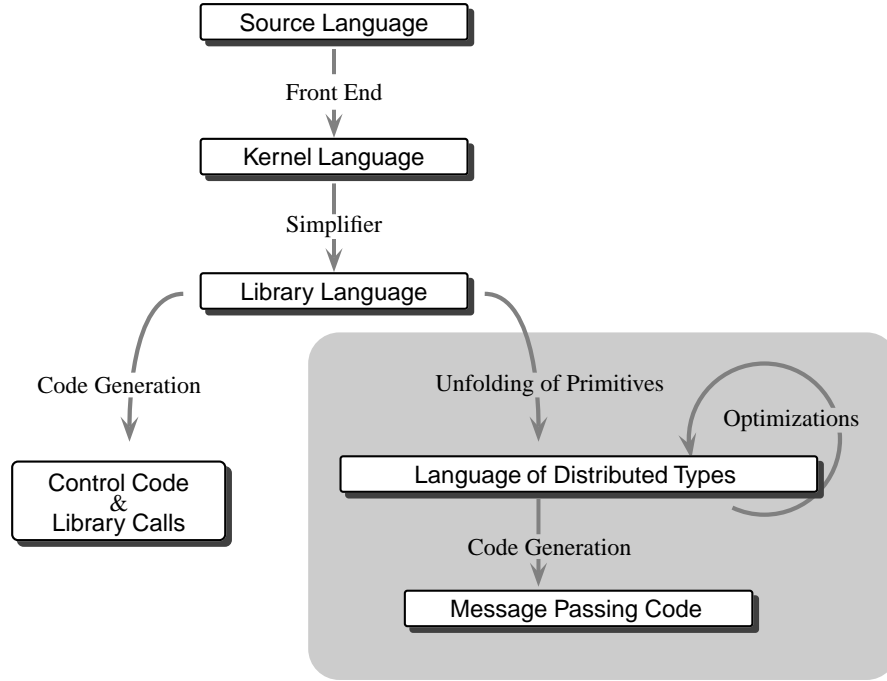 Source Language
Front End
Kernel Language
Simplifier
Library Language
Code Generation
Unfolding of Primitives
Optimizations
Control Code
&
Library Calls
Language of Distributed Types
Code Generation
Message Passing Code